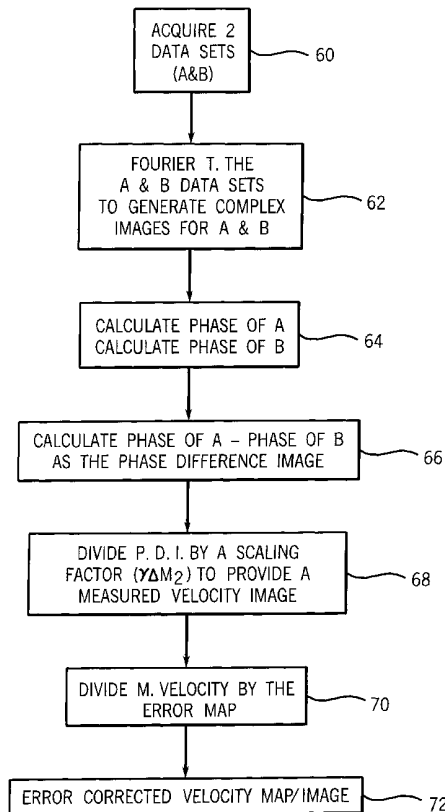 ACQUIRE 2
DATA SETS
(A&B)
60
FOURIER T. THE
A & B DATA SETS
TO GENERATE COMPLEX
IMAGES FOR A & B
62
CALCULATE PHASE OF A
CALCULATE PHASE OF B
64
CALCULATE PHASE OF A – PHASE OF B
AS THE PHASE DIFFERENCE IMAGE
66
DIVIDE P. D. I. BY A SCALING
FACTOR (γΔM₂) TO PROVIDE A
MEASURED VELOCITY IMAGE
68
DIVIDE M. VELOCITY BY THE
ERROR MAP
70
ERROR CORRECTED VELOCITY MAP/IMAGE
72